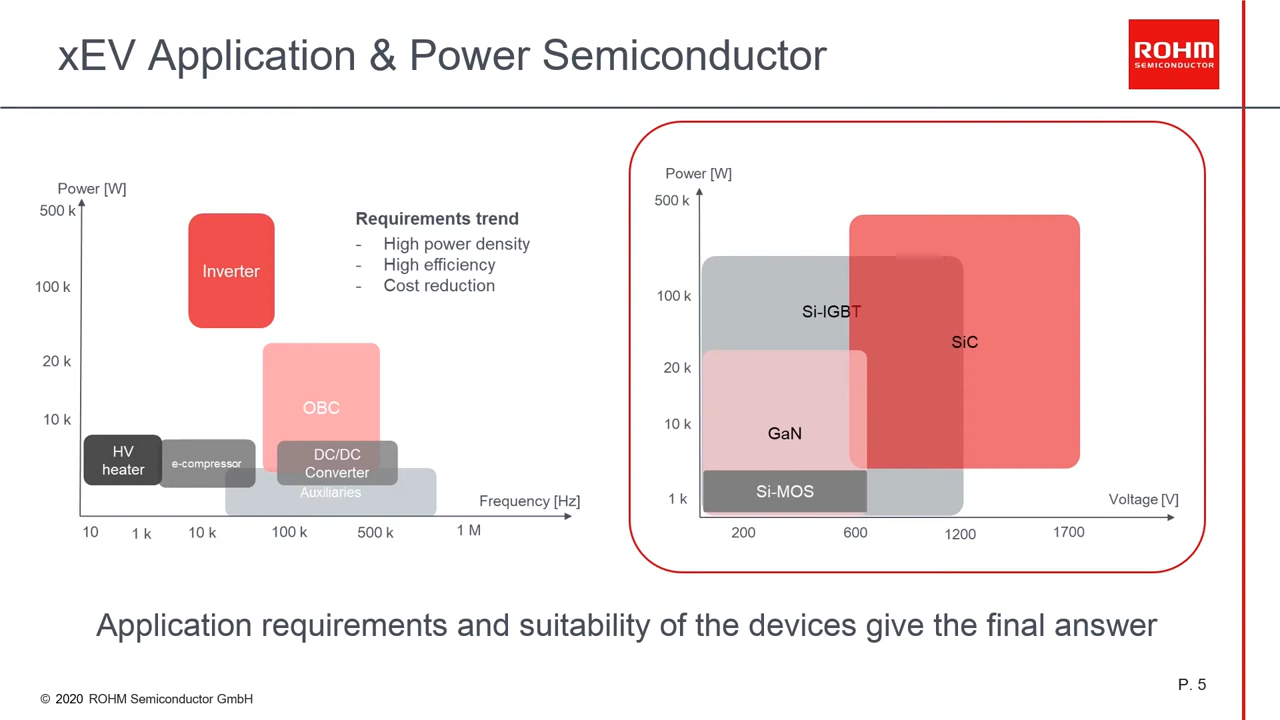 xEV Application & Power Semiconductor
ROHM
SEMICONDUCTOR
Power [W]
500 k
100 k
20 k
10 k
Inverter
OBC
HV
heater
e-compressor
DC/DC
Converter
Auxiliaries
Frequency [Hz]
10
1 k
10 k
100 k
500 k
1 M
Requirements trend
- High power density
- High efficiency
- Cost reduction
Power [W]
500 k
100 k
20 k
10 k
1 k
Si-IGBT
SiC
GaN
Si-MOS
Voltage [V]
200
600
1200
1700
Application requirements and suitability of the devices give the final answer
© 2020 ROHM Semiconductor GmbH
P. 5